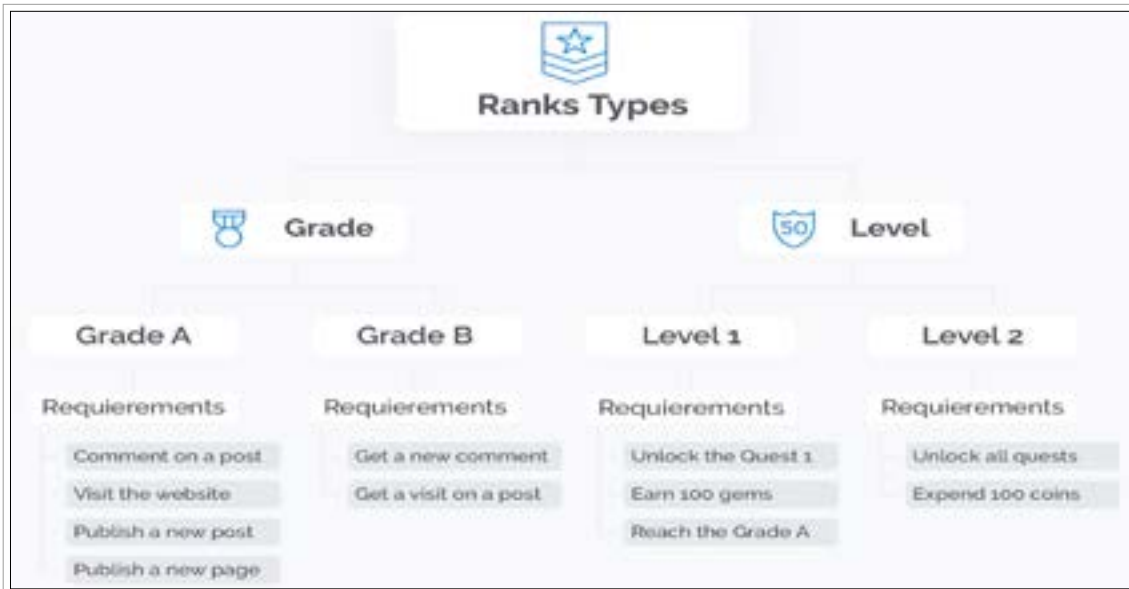 Ranks Types
Grade
50
Level
Grade A
Grade B
Level 1
Level 2
Requierements
Requierements
Requierements
Requierements
Comment on a post
Visit the website
Publish a new post
Publish a new page
Get a new comment
Get a visit on a post
Unlock the Quest 1
Earn 100 gems
Reach the Grade A
Unlock all quests
Expend 100 coins